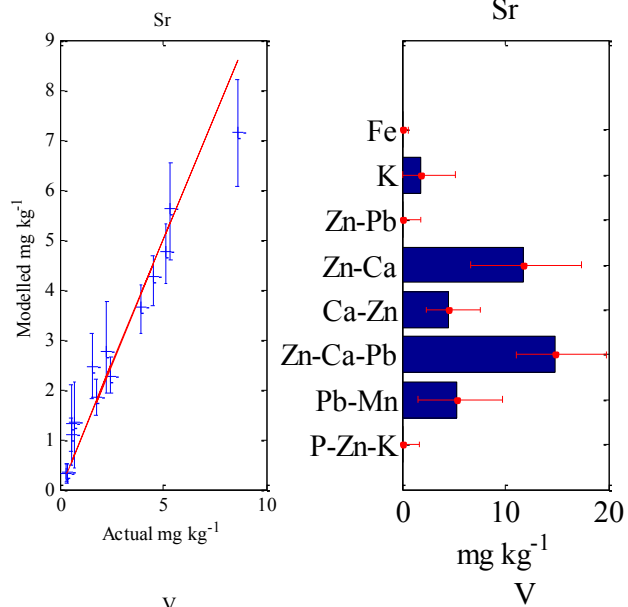 Sr
9
8
7
6
5
4
3
2
1
0
0 5 10
Modelled mg kg⁻¹
Actual mg kg⁻¹
V
Sr
Fe
K
Zn-Pb
Zn-Ca
Ca-Zn
Zn-Ca-Pb
Pb-Mn
P-Zn-K
0 10 20
mg kg⁻¹
V